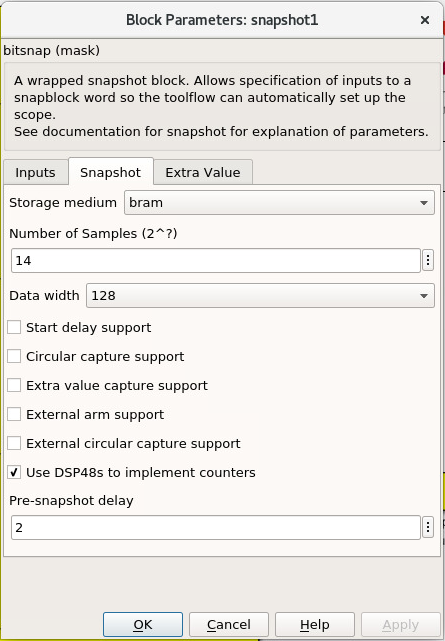 Block Parameters: snapshot1
bitsnap (mask)
A wrapped snapshot block. Allows specification of inputs to a
snapblock word so the toolflow can automatically set up the
scope.
See documentation for snapshot for explanation of parameters.
Inputs Snapshot Extra Value
Storage medium bram
Number of Samples (2^?)
14
Data width 128
Start delay support
Circular capture support
Extra value capture support
External arm support
External circular capture support
Use DSP48s to implement counters
Pre-snapshot delay
2
OK Cancel Help Apply